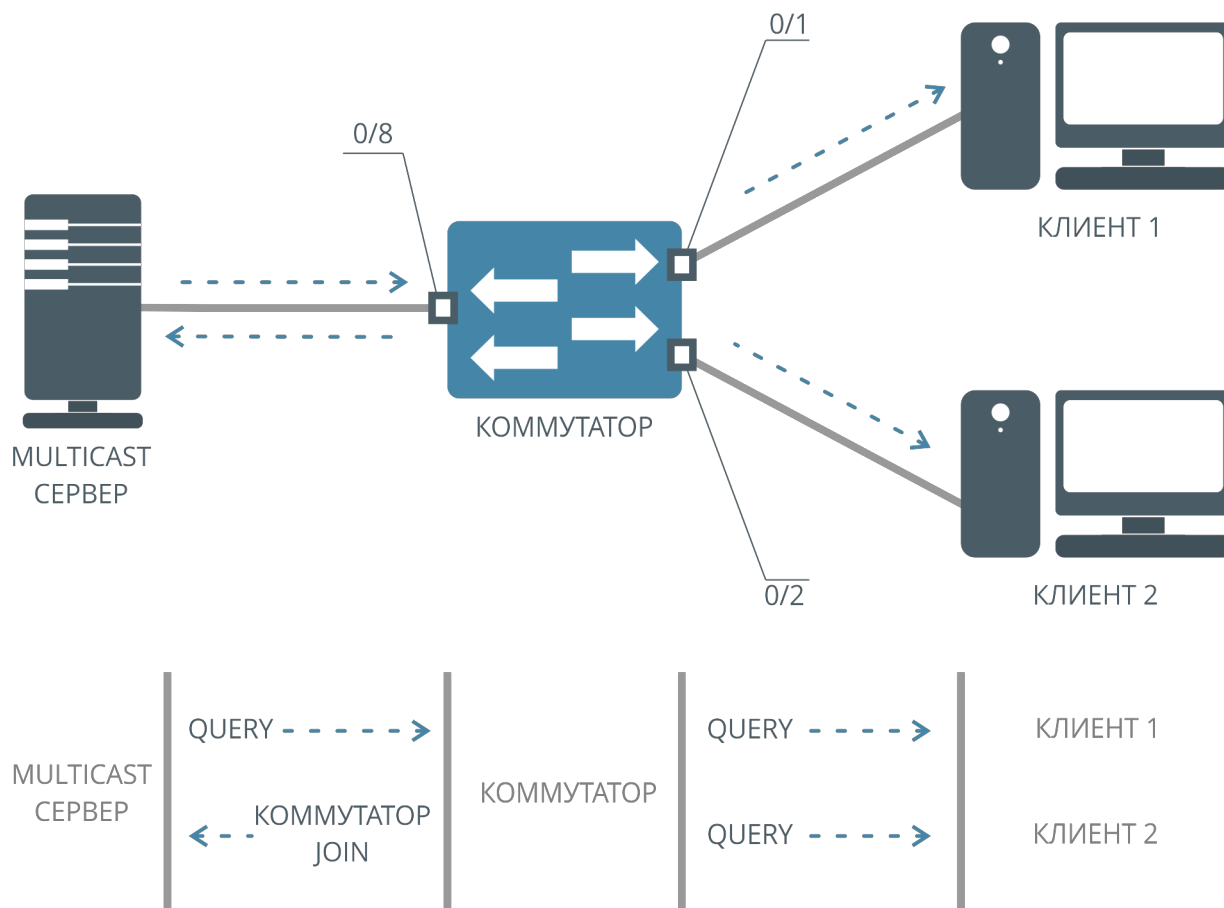 0/1
0/8
КЛИЕНТ 1
КОММУТАТОР
MULTICAST
СЕРВЕР
0/2
КЛИЕНТ 2
QUERY
QUERY
КЛИЕНТ 1
MULTICAST
СЕРВЕР
КОММУТАТОР
JOIN
КОММУТАТОР
QUERY
КЛИЕНТ 2